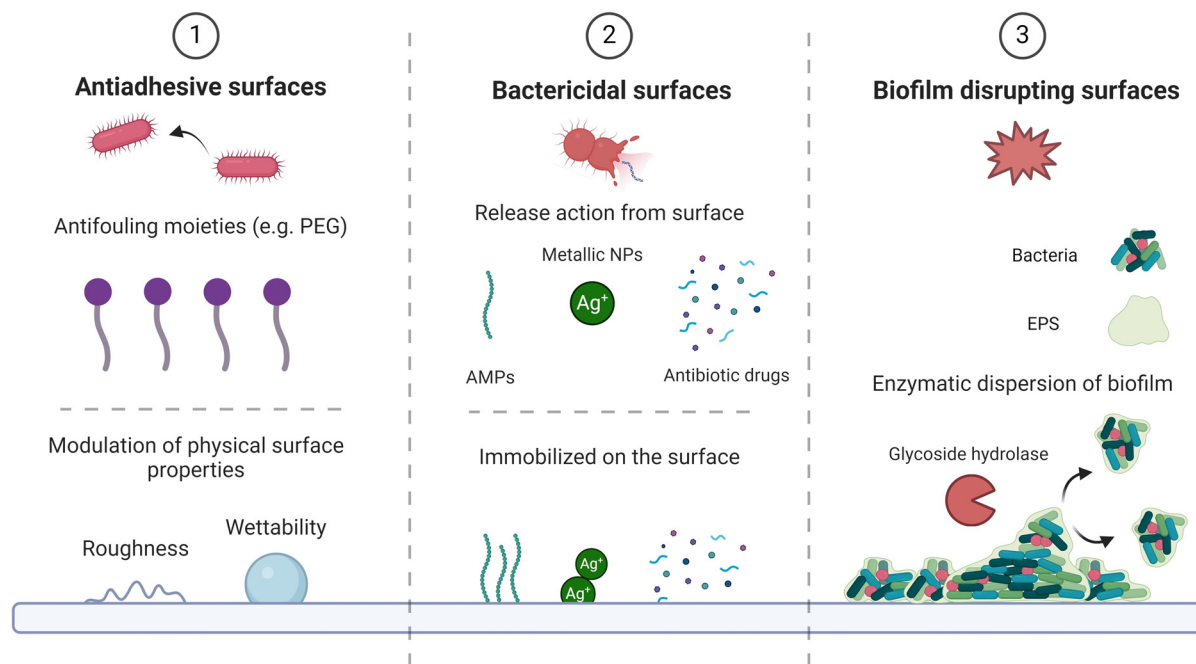 1
Antiadhesive surfaces
Antifouling moieties (e.g. PEG)
Modulation of physical surface
properties
Roughness
Wettability
2
Bactericidal surfaces
Release action from surface
Metallic NPs
Ag⁺
AMPs
Antibiotic drugs
Immobilized on the surface
Ag⁺
Ag⁺
3
Biofilm disrupting surfaces
Bacteria
EPS
Enzymatic dispersion of biofilm
Glycoside hydrolase